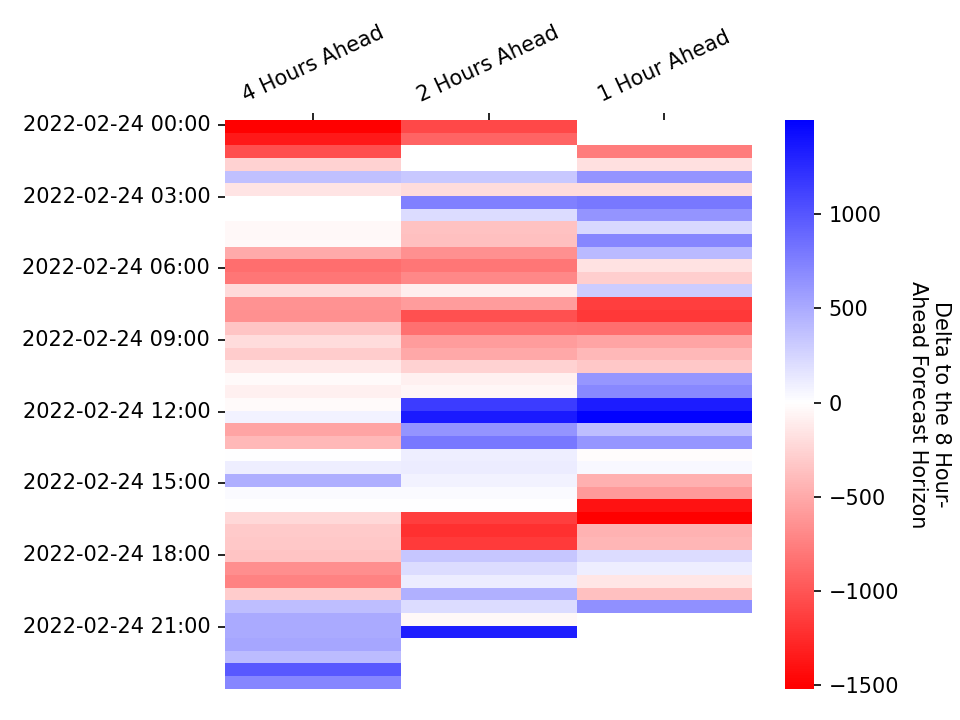 4 Hours Ahead
2 Hours Ahead
1 Hour Ahead
2022-02-24 00:00
2022-02-24 03:00
2022-02-24 06:00
2022-02-24 09:00
2022-02-24 12:00
2022-02-24 15:00
2022-02-24 18:00
2022-02-24 21:00
1000
500
0
−500
−1000
−1500
Delta to the 8 Hour-
Ahead Forecast Horizon